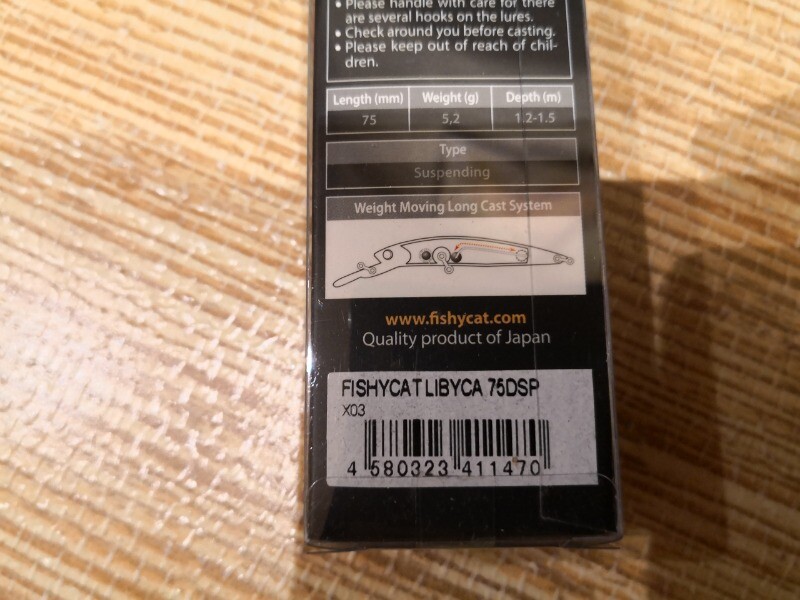 • Please handle with care for there
are several hooks on the lures.
• Check around you before casting.
• Please keep out of reach of chil-
dren.
Length (mm) Weight (g) Depth (m)
75 5,2 1.2-1.5
Type
Suspending
Weight Moving Long Cast System
www.fishycat.com
Quality product of Japan
FISHYCAT LIBYCA 75DSP
X03
4 580323 411470